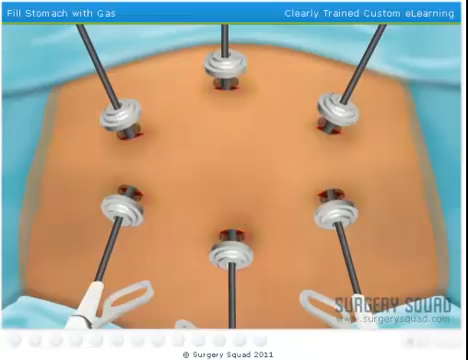 Fill Stomach with Gas
Clearly Trained Custom eLearning
SURGERY SQUAD
www.surgerysquad.com
© Surgery Squad 2011